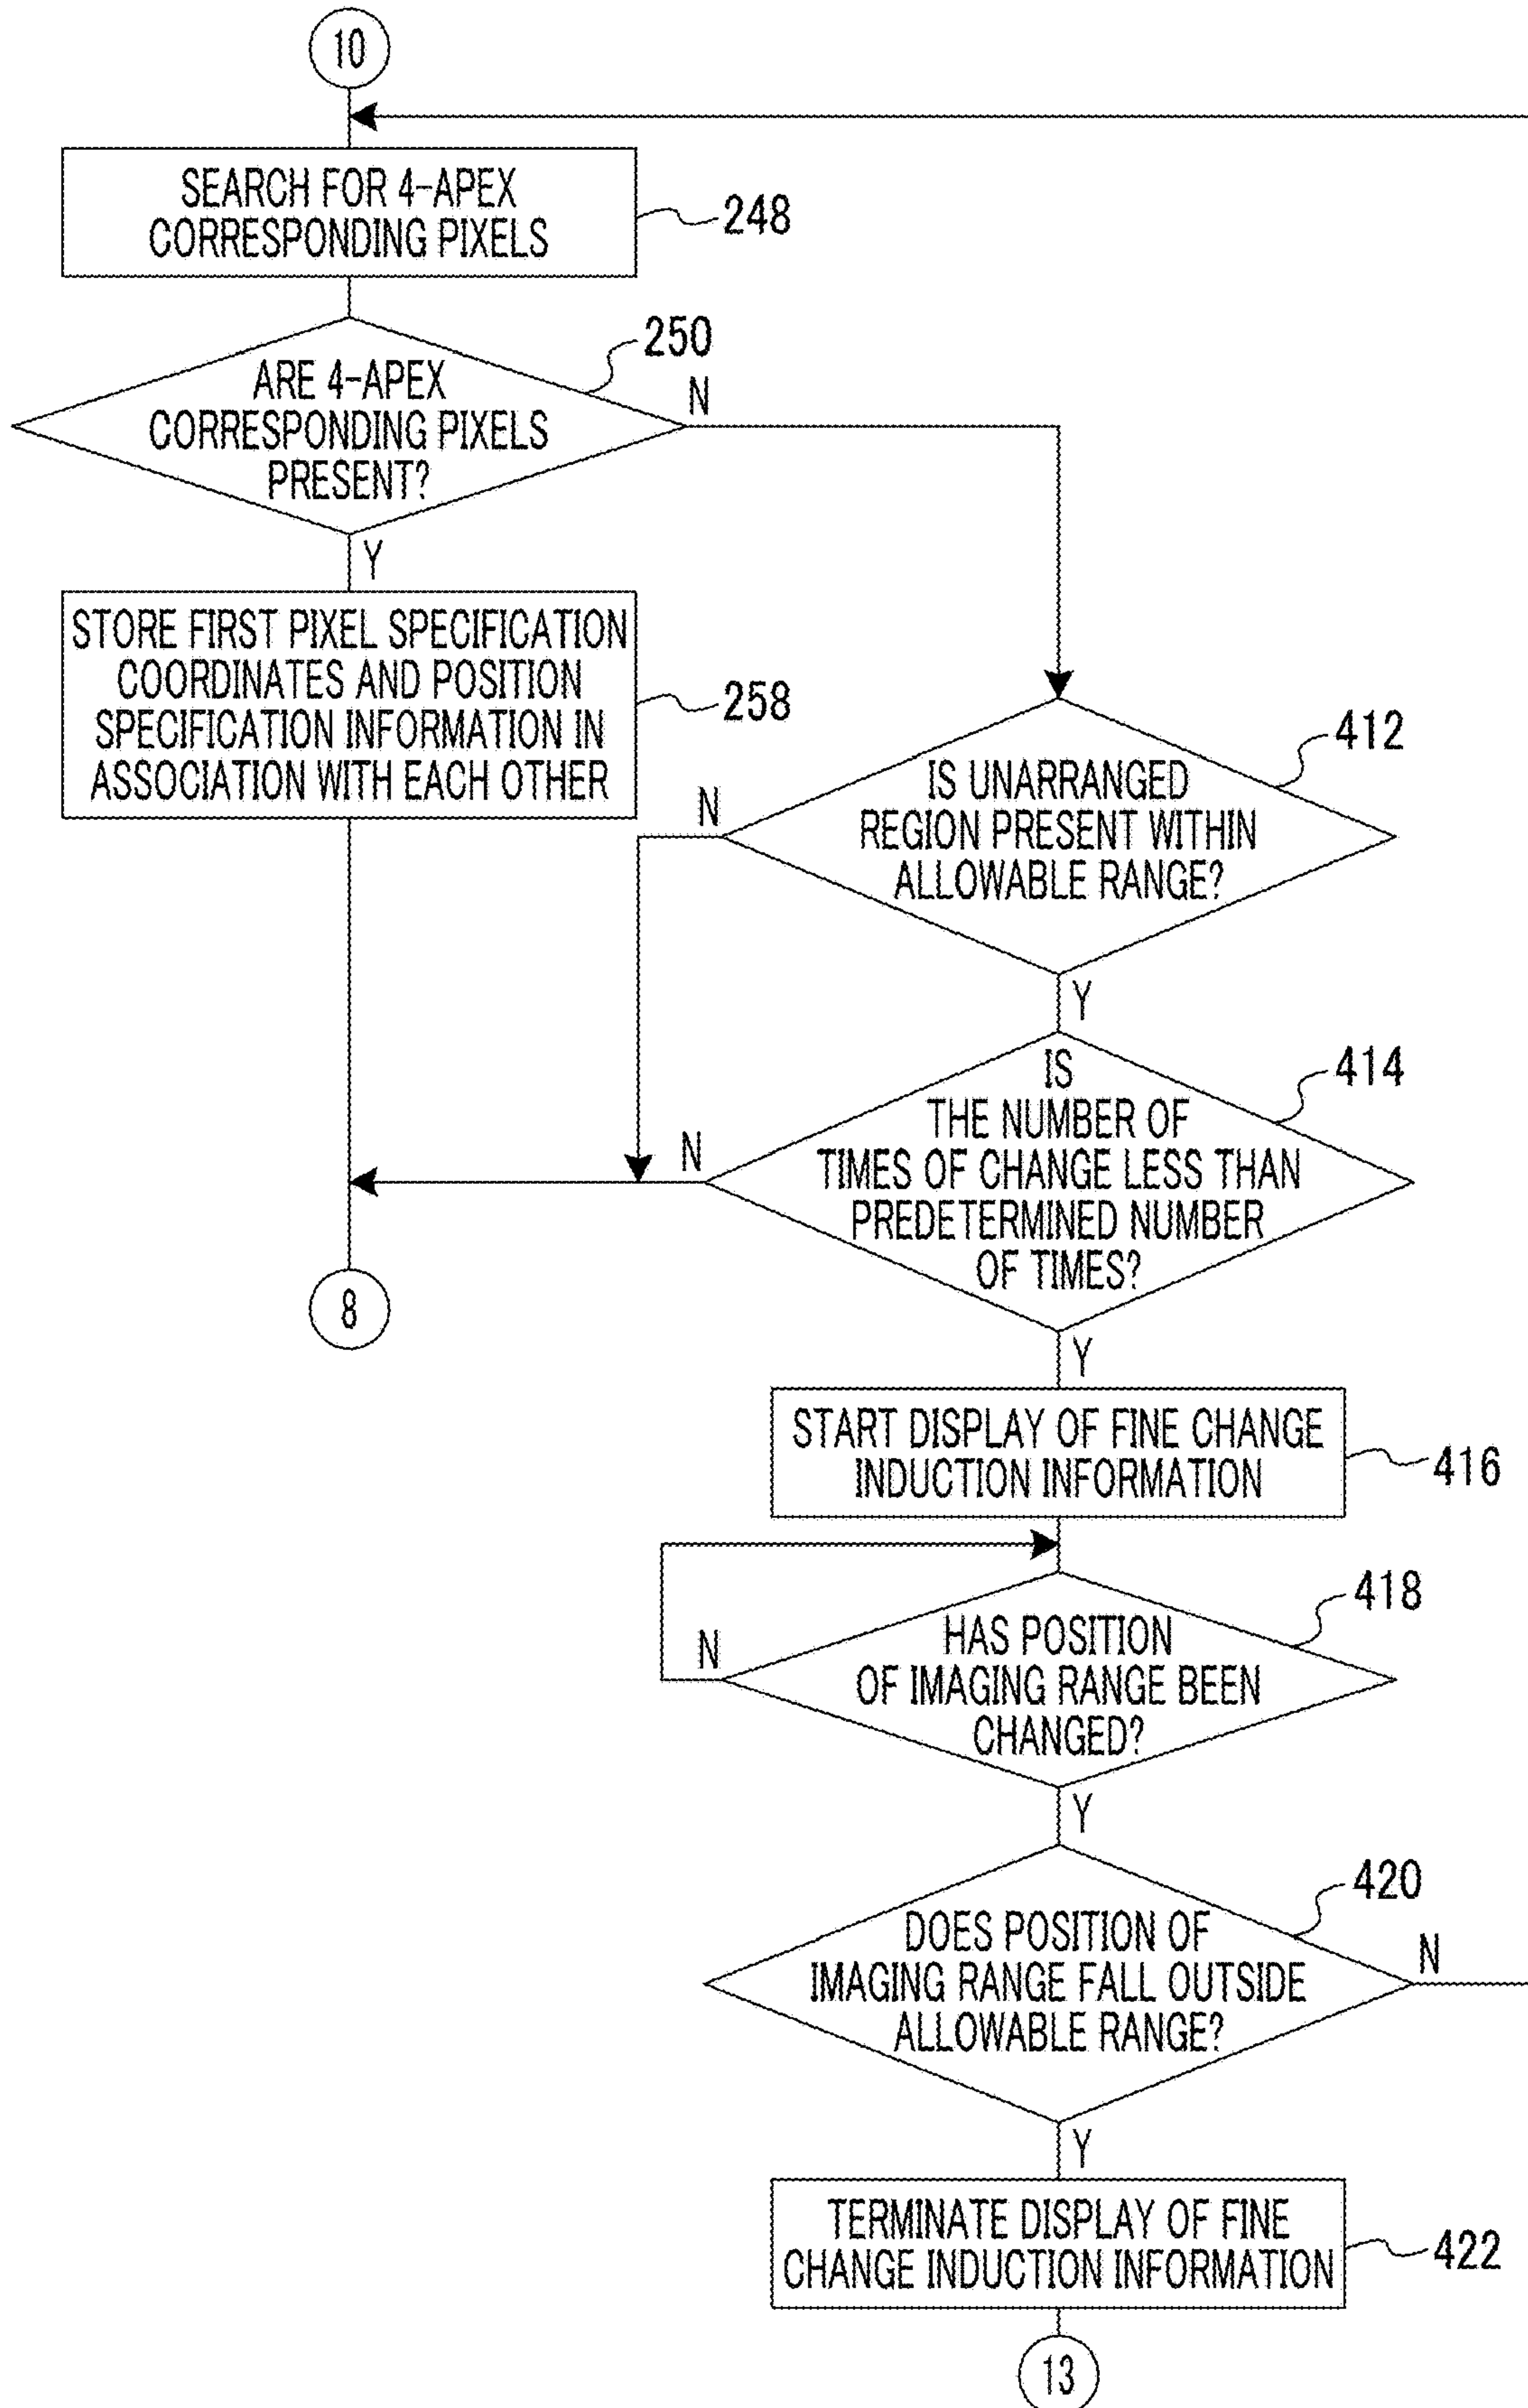 10
SEARCH FOR 4-APEX
CORRESPONDING PIXELS
248
250
ARE 4-APEX
CORRESPONDING PIXELS
PRESENT?
N
Y
STORE FIRST PIXEL SPECIFICATION
COORDINATES AND POSITION
SPECIFICATION INFORMATION IN
ASSOCIATION WITH EACH OTHER
258
412
IS UNARRANGED
REGION PRESENT WITHIN
ALLOWABLE RANGE?
N
Y
414
IS
THE NUMBER OF
TIMES OF CHANGE LESS THAN
PREDETERMINED NUMBER
OF TIMES?
N
Y
8
START DISPLAY OF FINE CHANGE
INDUCTION INFORMATION
416
418
HAS POSITION
OF IMAGING RANGE BEEN
CHANGED?
N
Y
420
DOES POSITION OF
IMAGING RANGE FALL OUTSIDE
ALLOWABLE RANGE?
N
Y
TERMINATE DISPLAY OF FINE
CHANGE INDUCTION INFORMATION
422
13